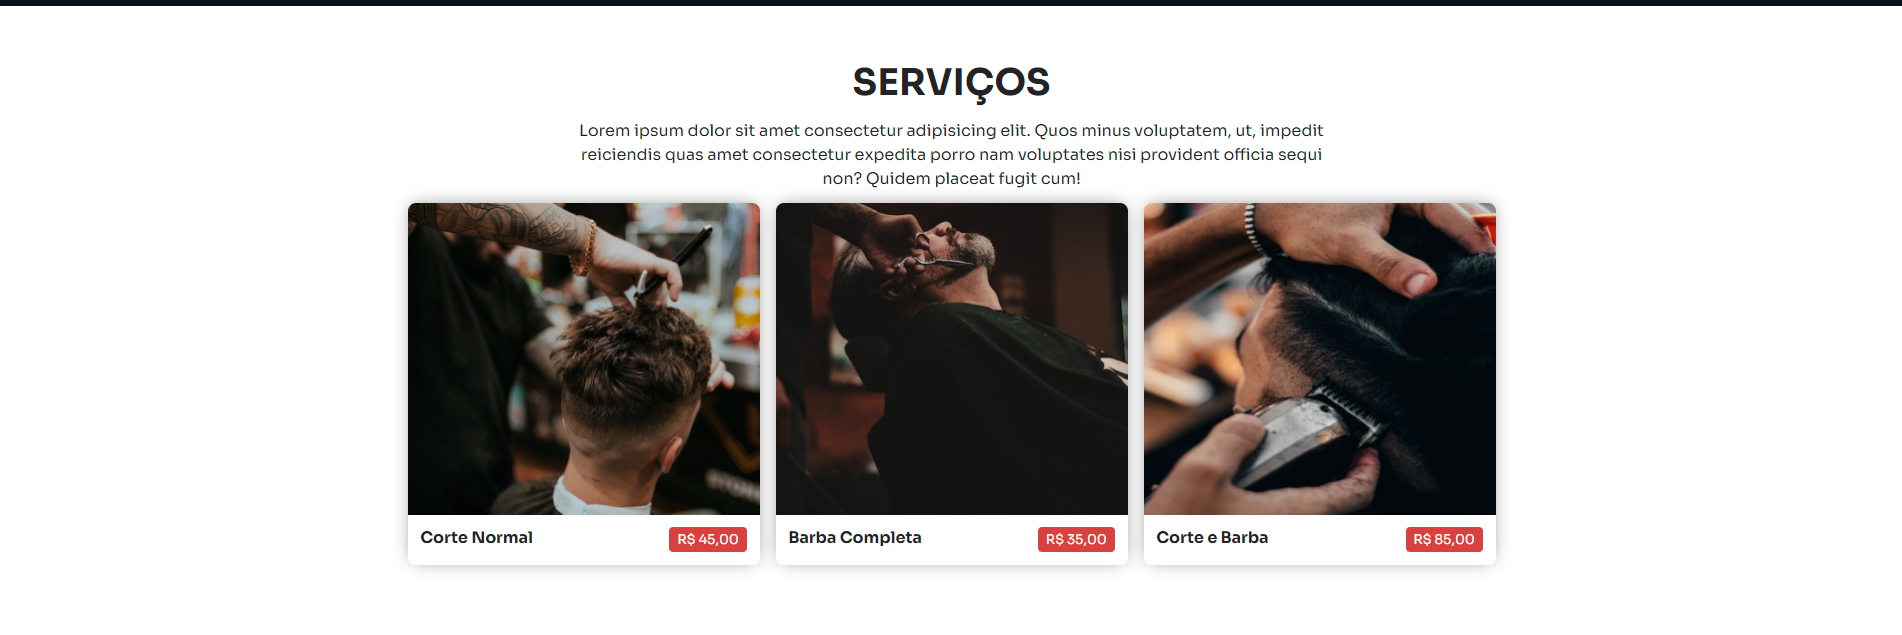 SERVIÇOS
Lorem ipsum dolor sit amet consectetur adipisicing elit. Quos minus voluptatem, ut, impedit
reiciendis quas amet consectetur expedita porro nam voluptates nisi provident officia sequi
non? Quidem placeat fugit cum!
Corte Normal
R$ 45,00
Barba Completa
R$ 35,00
Corte e Barba
R$ 85,00